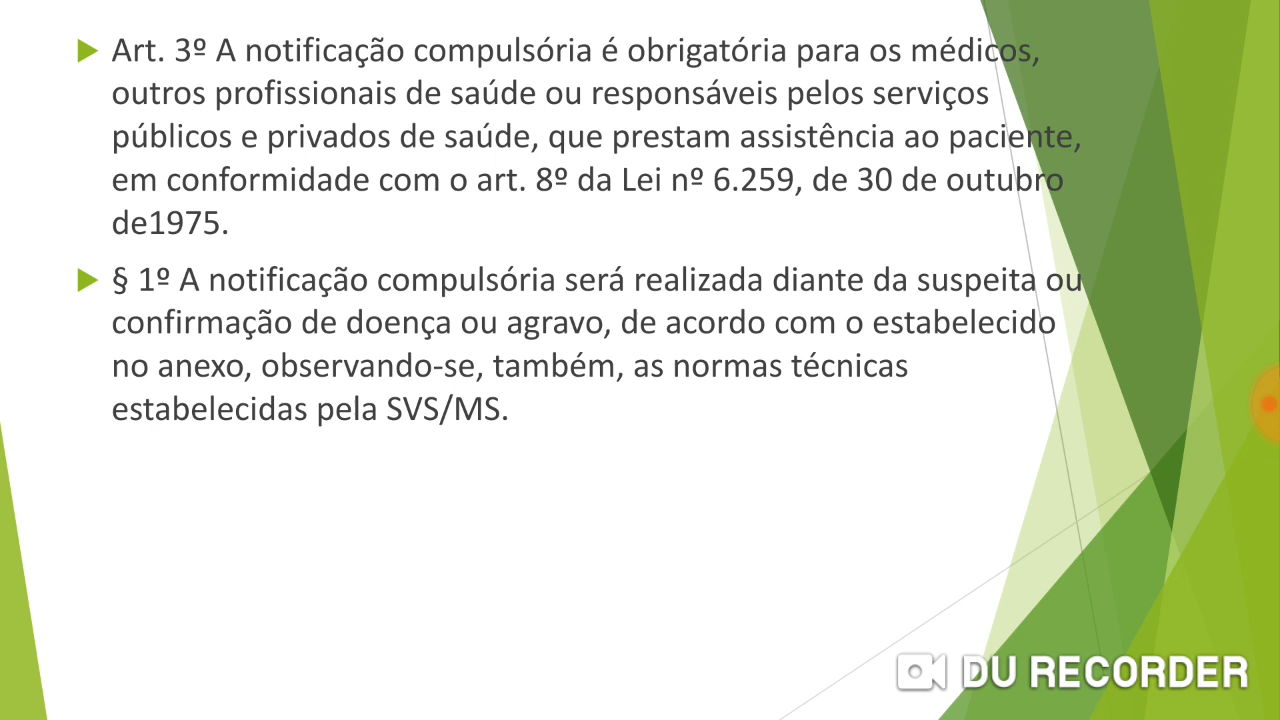 Art. 3º A notificação compulsória é obrigatória para os médicos,
outros profissionais de saúde ou responsáveis pelos serviços
públicos e privados de saúde, que prestam assistência ao paciente,
em conformidade com o art. 8º da Lei nº 6.259, de 30 de outubro
de1975.
§ 1º A notificação compulsória será realizada diante da suspeita ou
confirmação de doença ou agravo, de acordo com o estabelecido
no anexo, observando-se, também, as normas técnicas
estabelecidas pela SVS/MS.
DU RECORDER